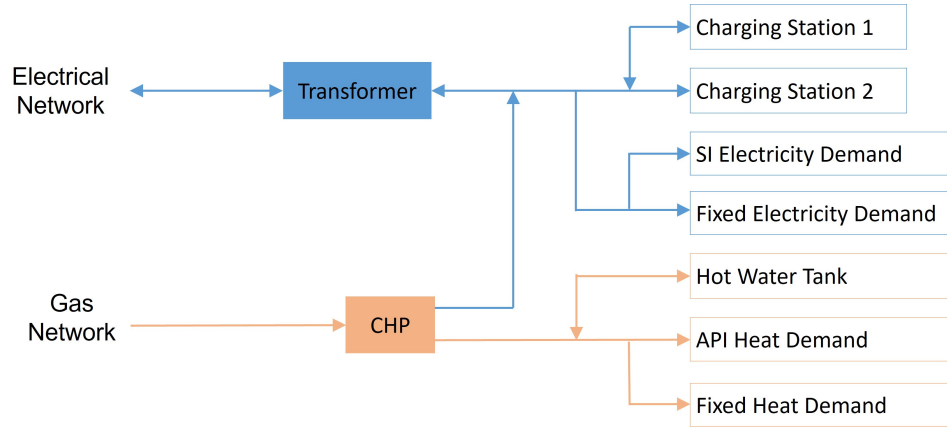 Electrical
Network
Transformer
Charging Station 1
Charging Station 2
SI Electricity Demand
Fixed Electricity Demand
Gas
Network
CHP
Hot Water Tank
API Heat Demand
Fixed Heat Demand